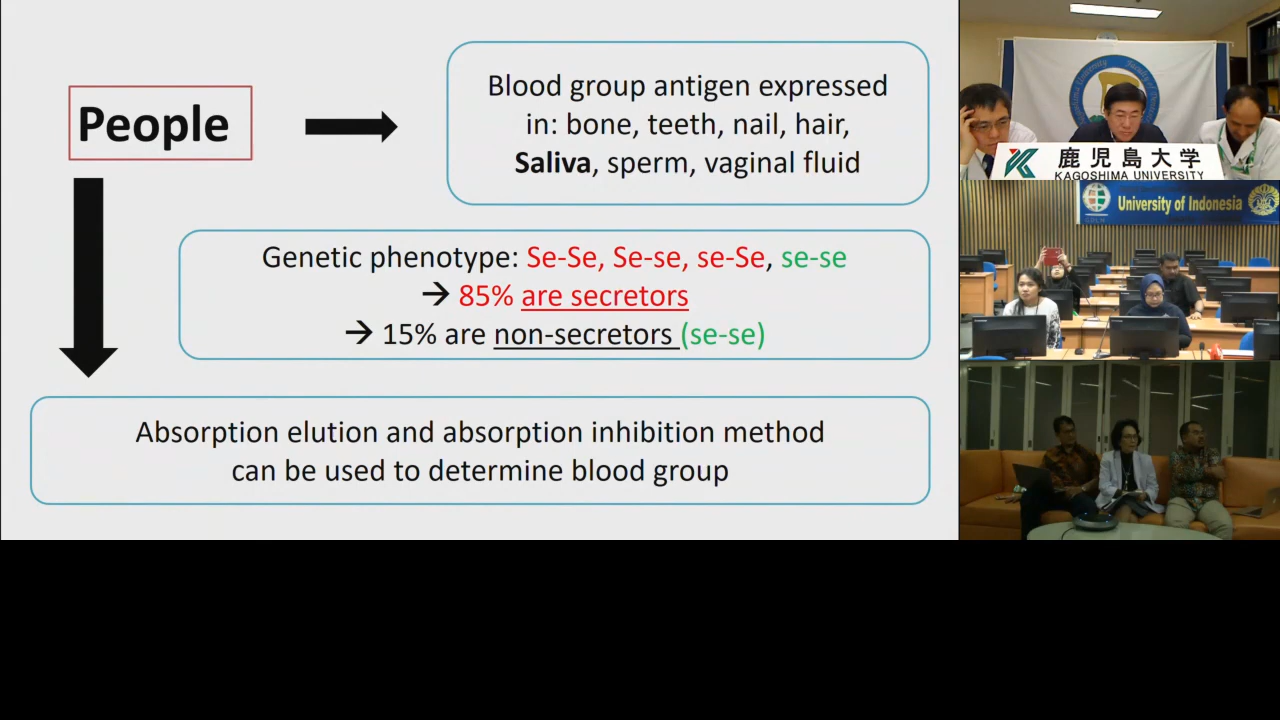 People
Blood group antigen expressed
in: bone, teeth, nail, hair,
Saliva, sperm, vaginal fluid
Genetic phenotype: Se-Se, Se-se, se-Se, se-se
→ 85% are secretors
→ 15% are non-secretors (se-se)
Absorption elution and absorption inhibition method
can be used to determine blood group
鹿児島大学
KAGOSHIMA UNIVERSITY
University of Indonesia